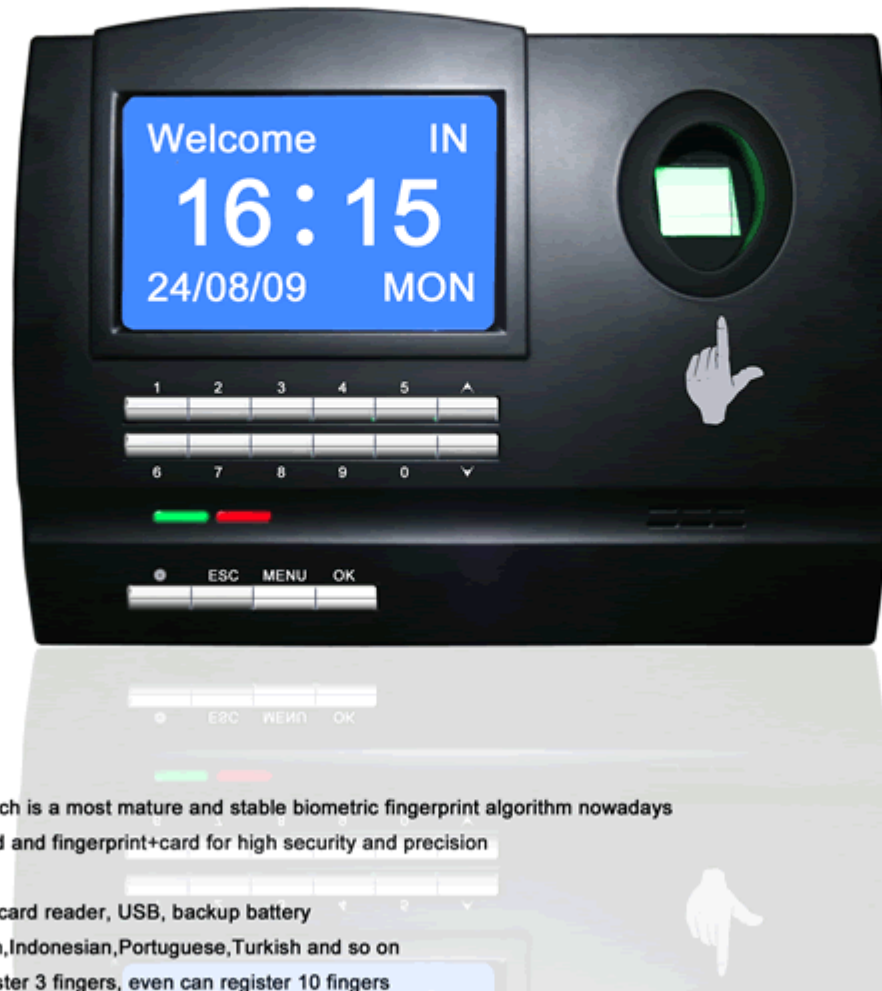 Welcome IN
16:15
24/08/09 MON
1 2 3 4 5
6 7 8 9 0
ESC MENU OK
ESC MENU OK
ch is a most mature and stable biometric fingerprint algorithm nowadays
d and fingerprint+card for high security and precision
card reader, USB, backup battery
n,Indonesian,Portuguese,Turkish and so on
ster 3 fingers, even can register 10 fingers